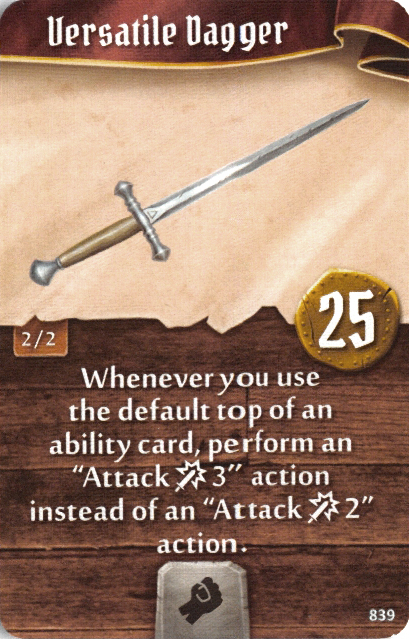 Versatile Dagger
25
2/2
Whenever you use
the default top of an
ability card, perform an
“Attack 3” action
instead of an “Attack 2”
action.
839